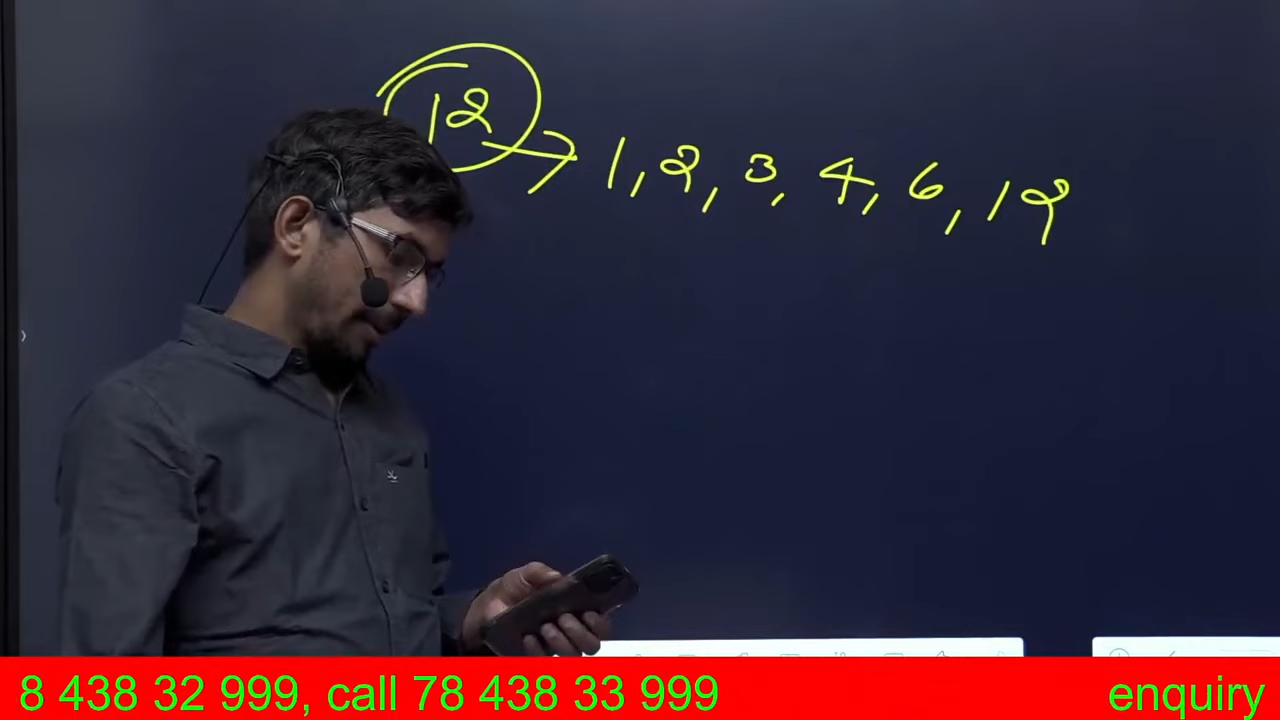 12 → 1, 2, 3, 4, 6, 12
8 438 32 999, call 78 438 33 999 enquiry